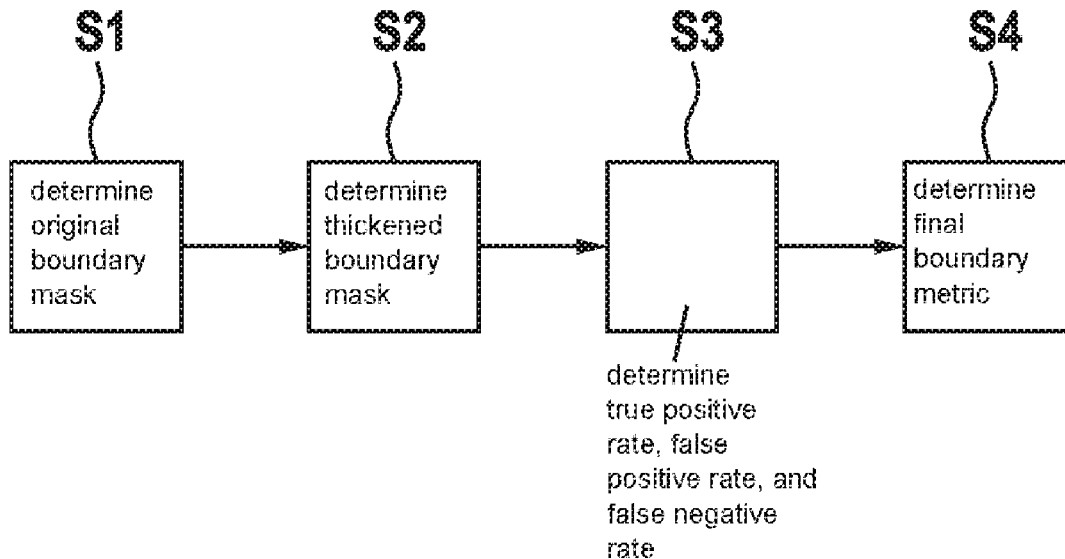 S1 S2 S3 S4
determine
original
boundary
mask
determine
thickened
boundary
mask
determine
true positive
rate, false
positive rate, and
false negative
rate
determine
final
boundary
metric